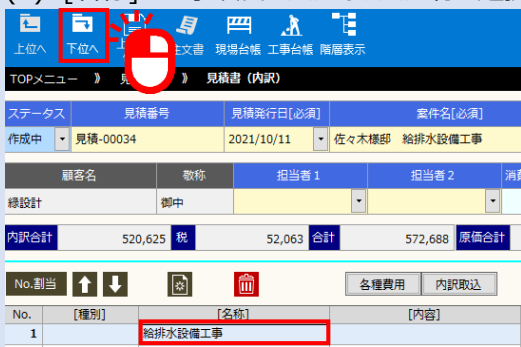 上位へ 下位へ 上 注文書 現場台帳 工事台帳 階層表示
TOPメニュー 》 見 》 見積書（内訳）
ステータス 見積番号 見積発行日[必須] 案件名[必須]
作成中 見積-00034 2021/10/11 佐々木様邸 給排水設備工事
顧客名 敬称 担当者1 担当者2 消費
緑設計 御中
内訳合計 520,625 税 52,063 合計 572,688 原価合計
No.割当 各種費用 内訳取込
No. [種別] [名称] [内容]
1 給排水設備工事